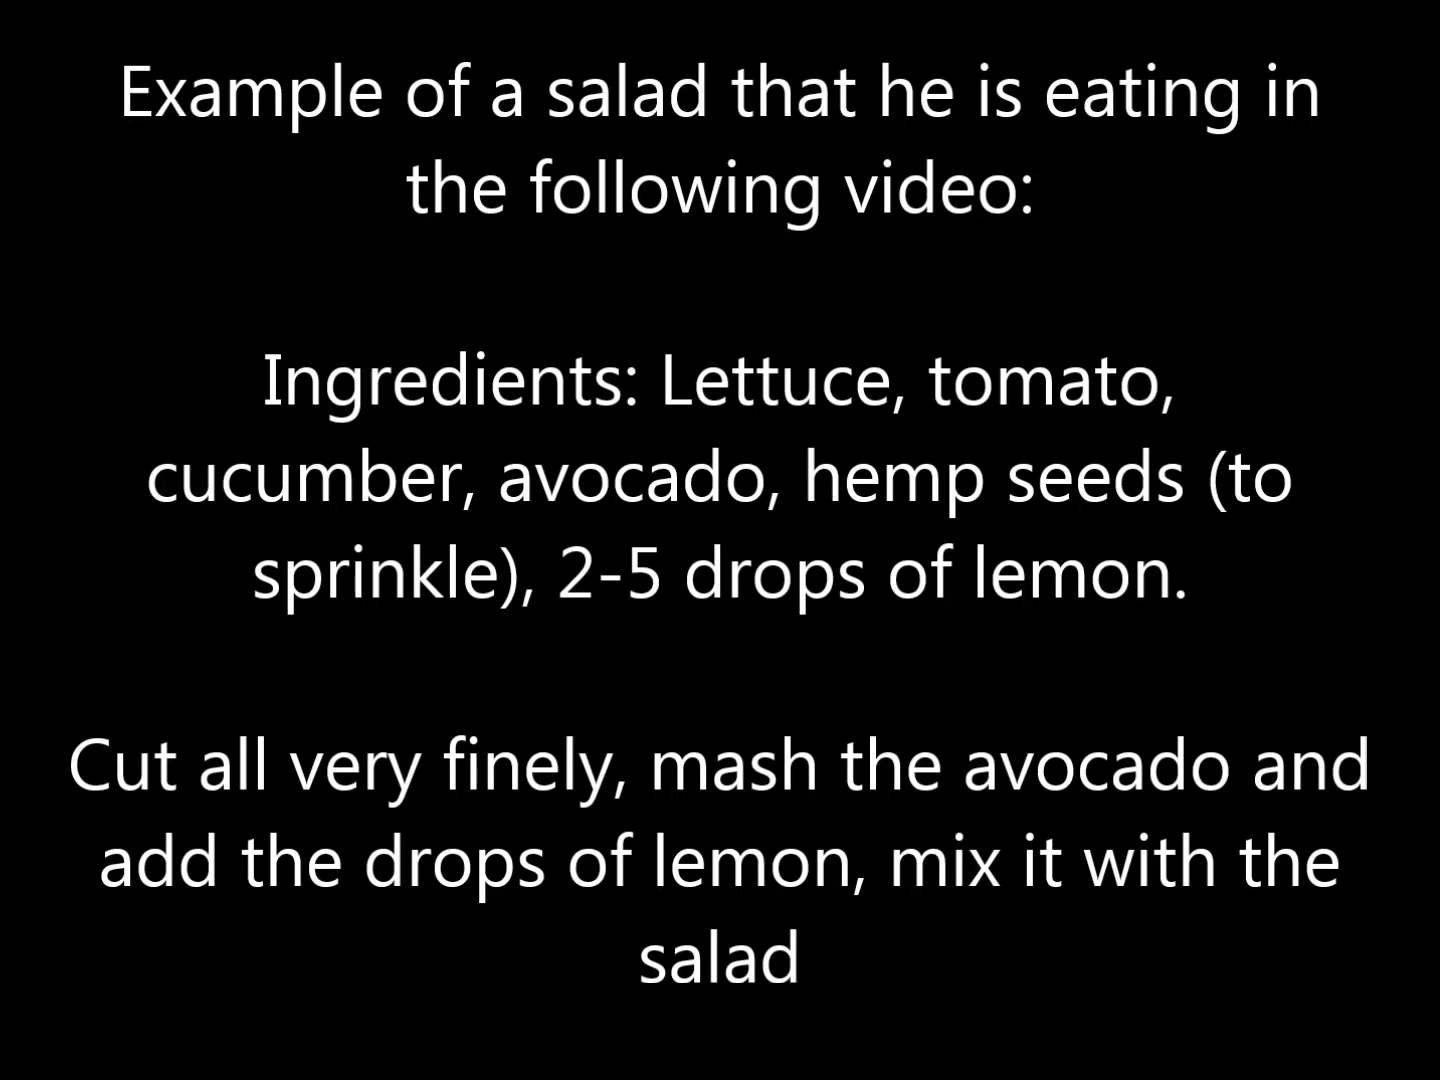 Example of a salad that he is eating in
the following video:
Ingredients: Lettuce, tomato,
cucumber, avocado, hemp seeds (to
sprinkle), 2-5 drops of lemon.
Cut all very finely, mash the avocado and
add the drops of lemon, mix it with the
salad